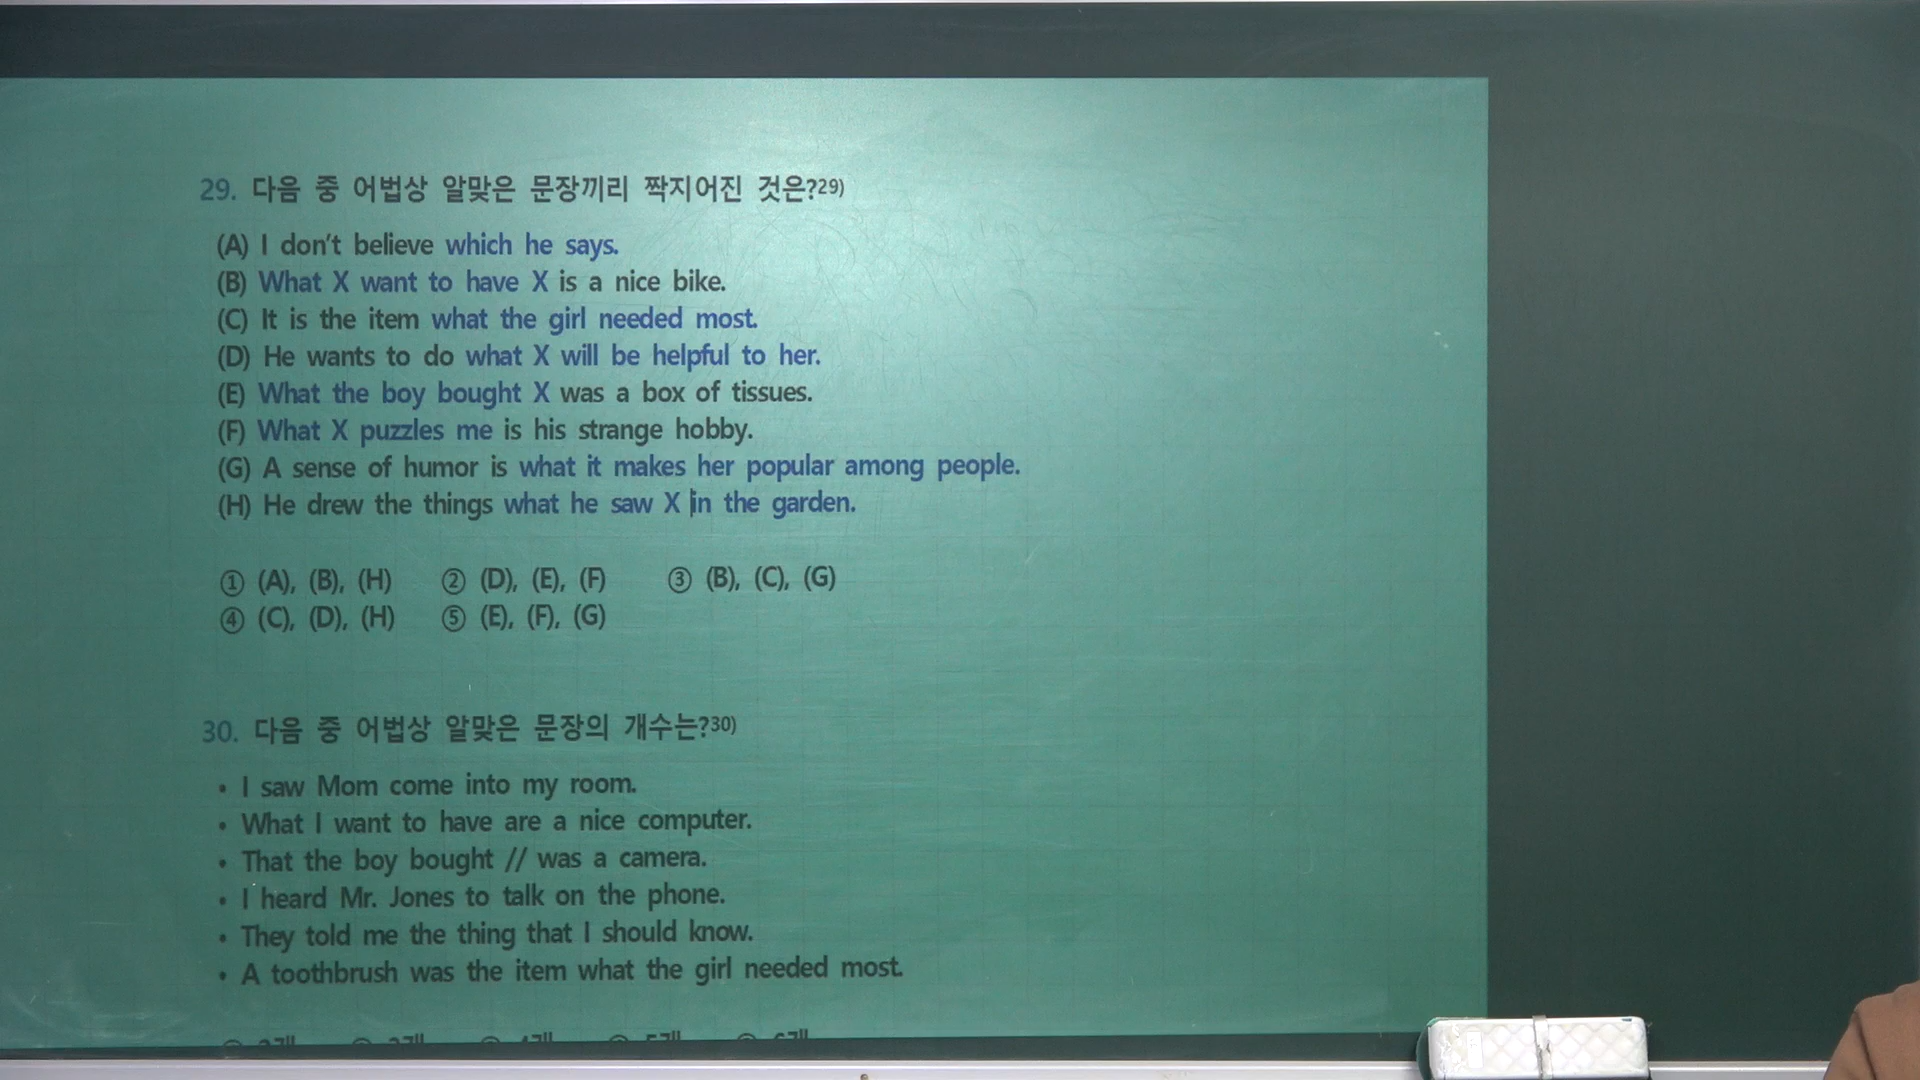 29. 다음 중 어법상 알맞은 문장끼리 짝지어진 것은?29)
(A) I don't believe which he says.
(B) What X want to have X is a nice bike.
(C) It is the item what the girl needed most.
(D) He wants to do what X will be helpful to her.
(E) What the boy bought X was a box of tissues.
(F) What X puzzles me is his strange hobby.
(G) A sense of humor is what it makes her popular among people.
(H) He drew the things what he saw X in the garden.
① (A), (B), (H) ② (D), (E), (F) ③ (B), (C), (G)
④ (C), (D), (H) ⑤ (E), (F), (G)
30. 다음 중 어법상 알맞은 문장의 개수는?30)
• I saw Mom come into my room.
• What I want to have are a nice computer.
• That the boy bought // was a camera.
• I heard Mr. Jones to talk on the phone.
• They told me the thing that I should know.
• A toothbrush was the item what the girl needed most.